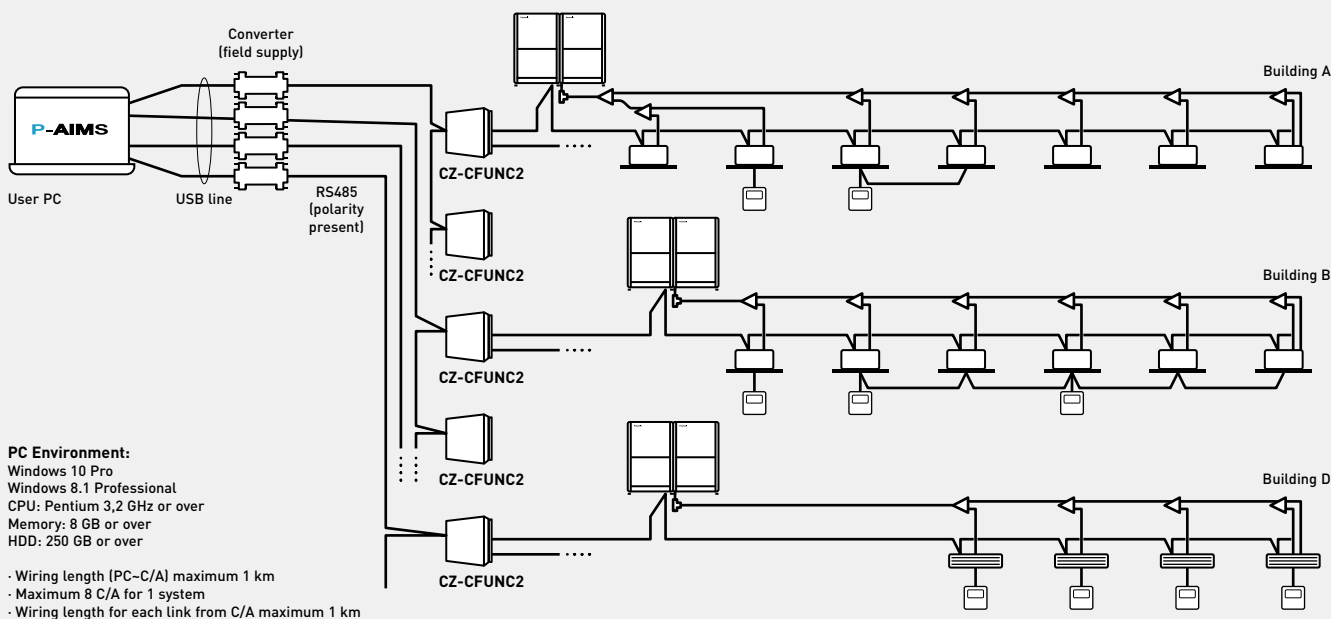 Converter
(field supply)
Building A
P-AIMS
CZ-CFUNC2
User PC
USB line
RS485
(polarity
present)
CZ-CFUNC2
Building B
CZ-CFUNC2
PC Environment:
Windows 10 Pro
Windows 8.1 Professional
CPU: Pentium 3,2 GHz or over
Memory: 8 GB or over
HDD: 250 GB or over
CZ-CFUNC2
Building D
CZ-CFUNC2
· Wiring length (PC~C/A) maximum 1 km
· Maximum 8 C/A for 1 system
· Wiring length for each link from C/A maximum 1 km